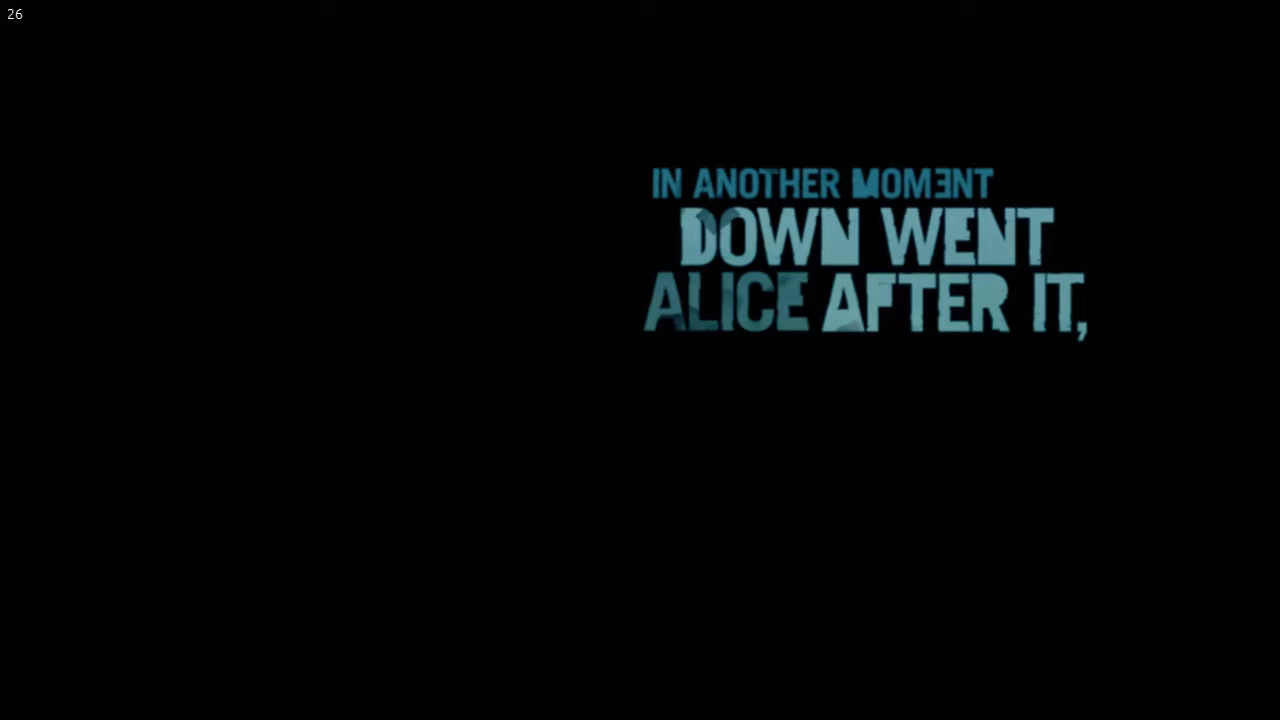 26
IN ANOTHER MOMENT
DOWN WENT
ALICE AFTER IT,